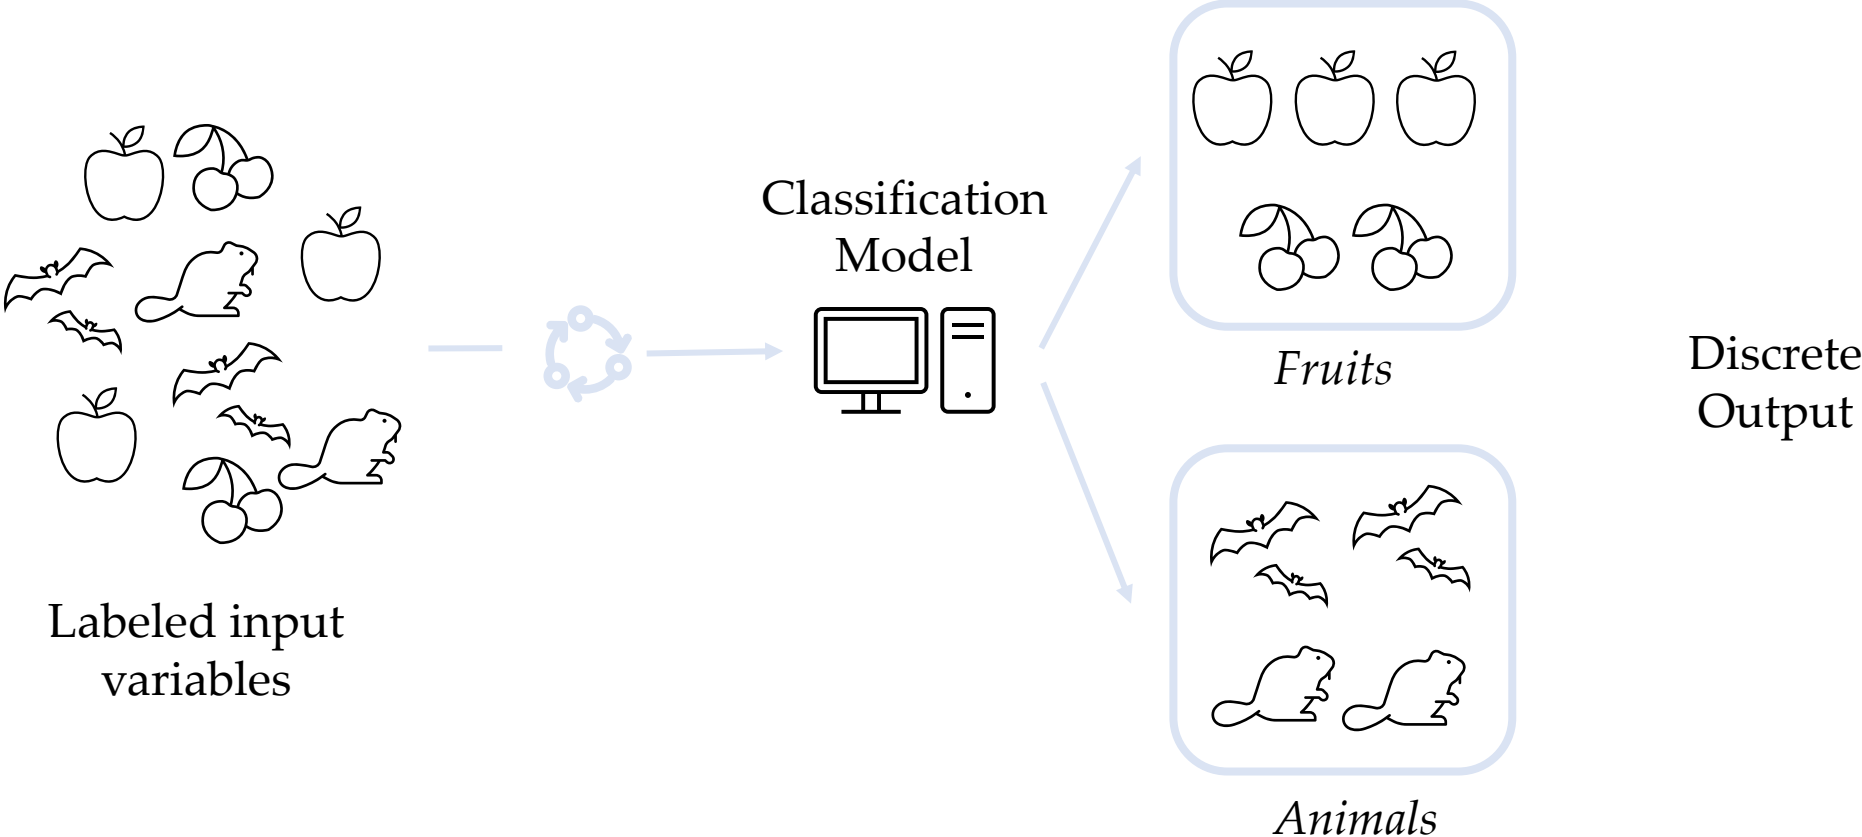 Labeled input
variables
Classification
Model
Fruits
Animals
Discrete
Output